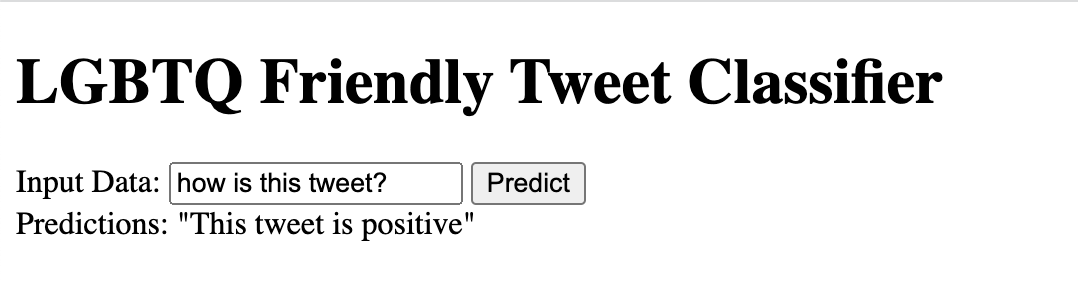 LGBTQ Friendly Tweet Classifier
Input Data: how is this tweet? Predict
Predictions: "This tweet is positive"